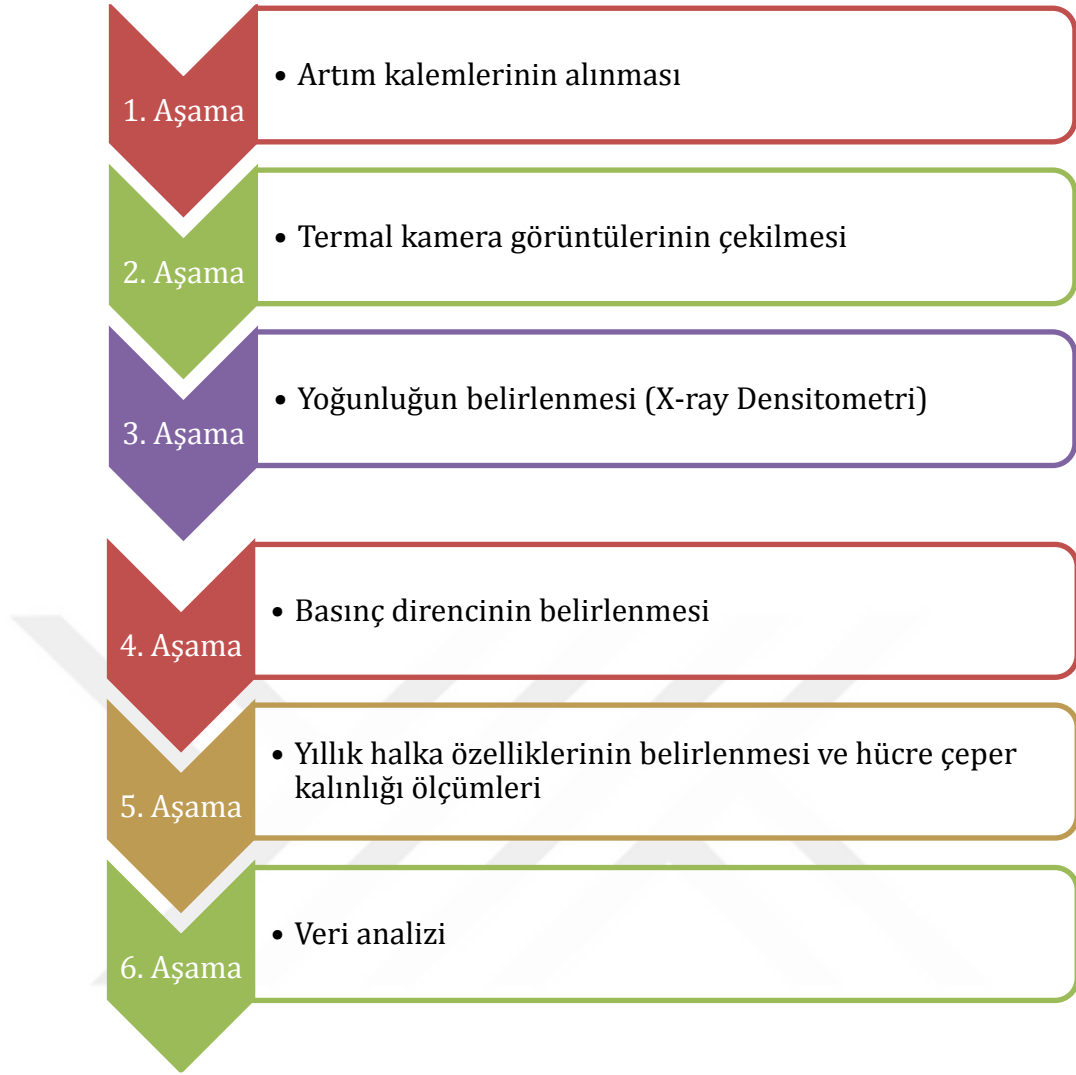 1. Aşama
• Artım kalemlerinin alınması
2. Aşama
• Termal kamera görüntülerinin çekilmesi
3. Aşama
• Yoğunluğun belirlenmesi (X-ray Densitometri)
4. Aşama
• Basınç direncinin belirlenmesi
5. Aşama
• Yıllık halka özelliklerinin belirlenmesi ve hücre çeper
kalınlığı ölçümleri
6. Aşama
• Veri analizi